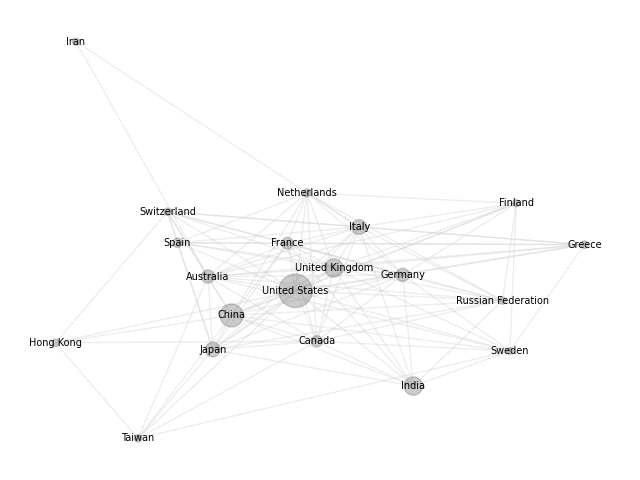 Iran
Netherlands
Finland
Switzerland
Italy
Spain
France
Greece
United Kingdom
Australia
Germany
United States
Russian Federation
China
Canada
Hong Kong
Japan
Sweden
India
Taiwan